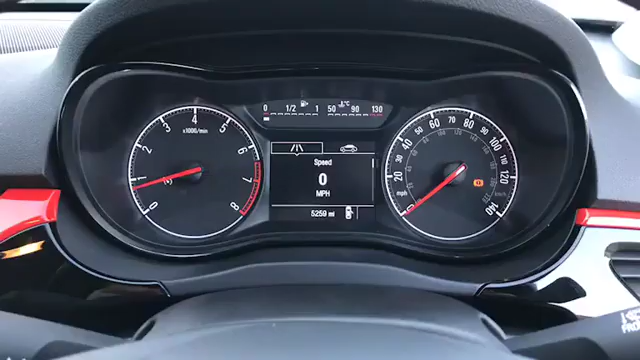 0 1/2 1 50 °C 90 130
0 1 2 3 4 5 6 7 8
x1000/min
Speed
0
MPH
5259 mi
0 20 40 60 80 100 120 140
mph